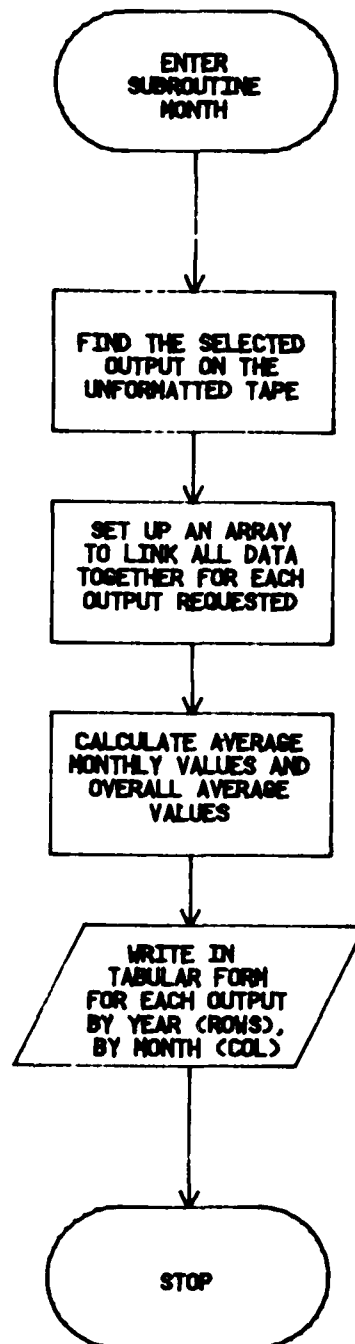 ENTER
SUBROUTINE
MONTH
FIND THE SELECTED
OUTPUT ON THE
UNFORMATTED TAPE
SET UP AN ARRAY
TO LINK ALL DATA
TOGETHER FOR EACH
OUTPUT REQUESTED
CALCULATE AVERAGE
MONTHLY VALUES AND
OVERALL AVERAGE
VALUES
WRITE IN
TABULAR FORM
FOR EACH OUTPUT
BY YEAR (ROWS),
BY MONTH (COL)
STOP